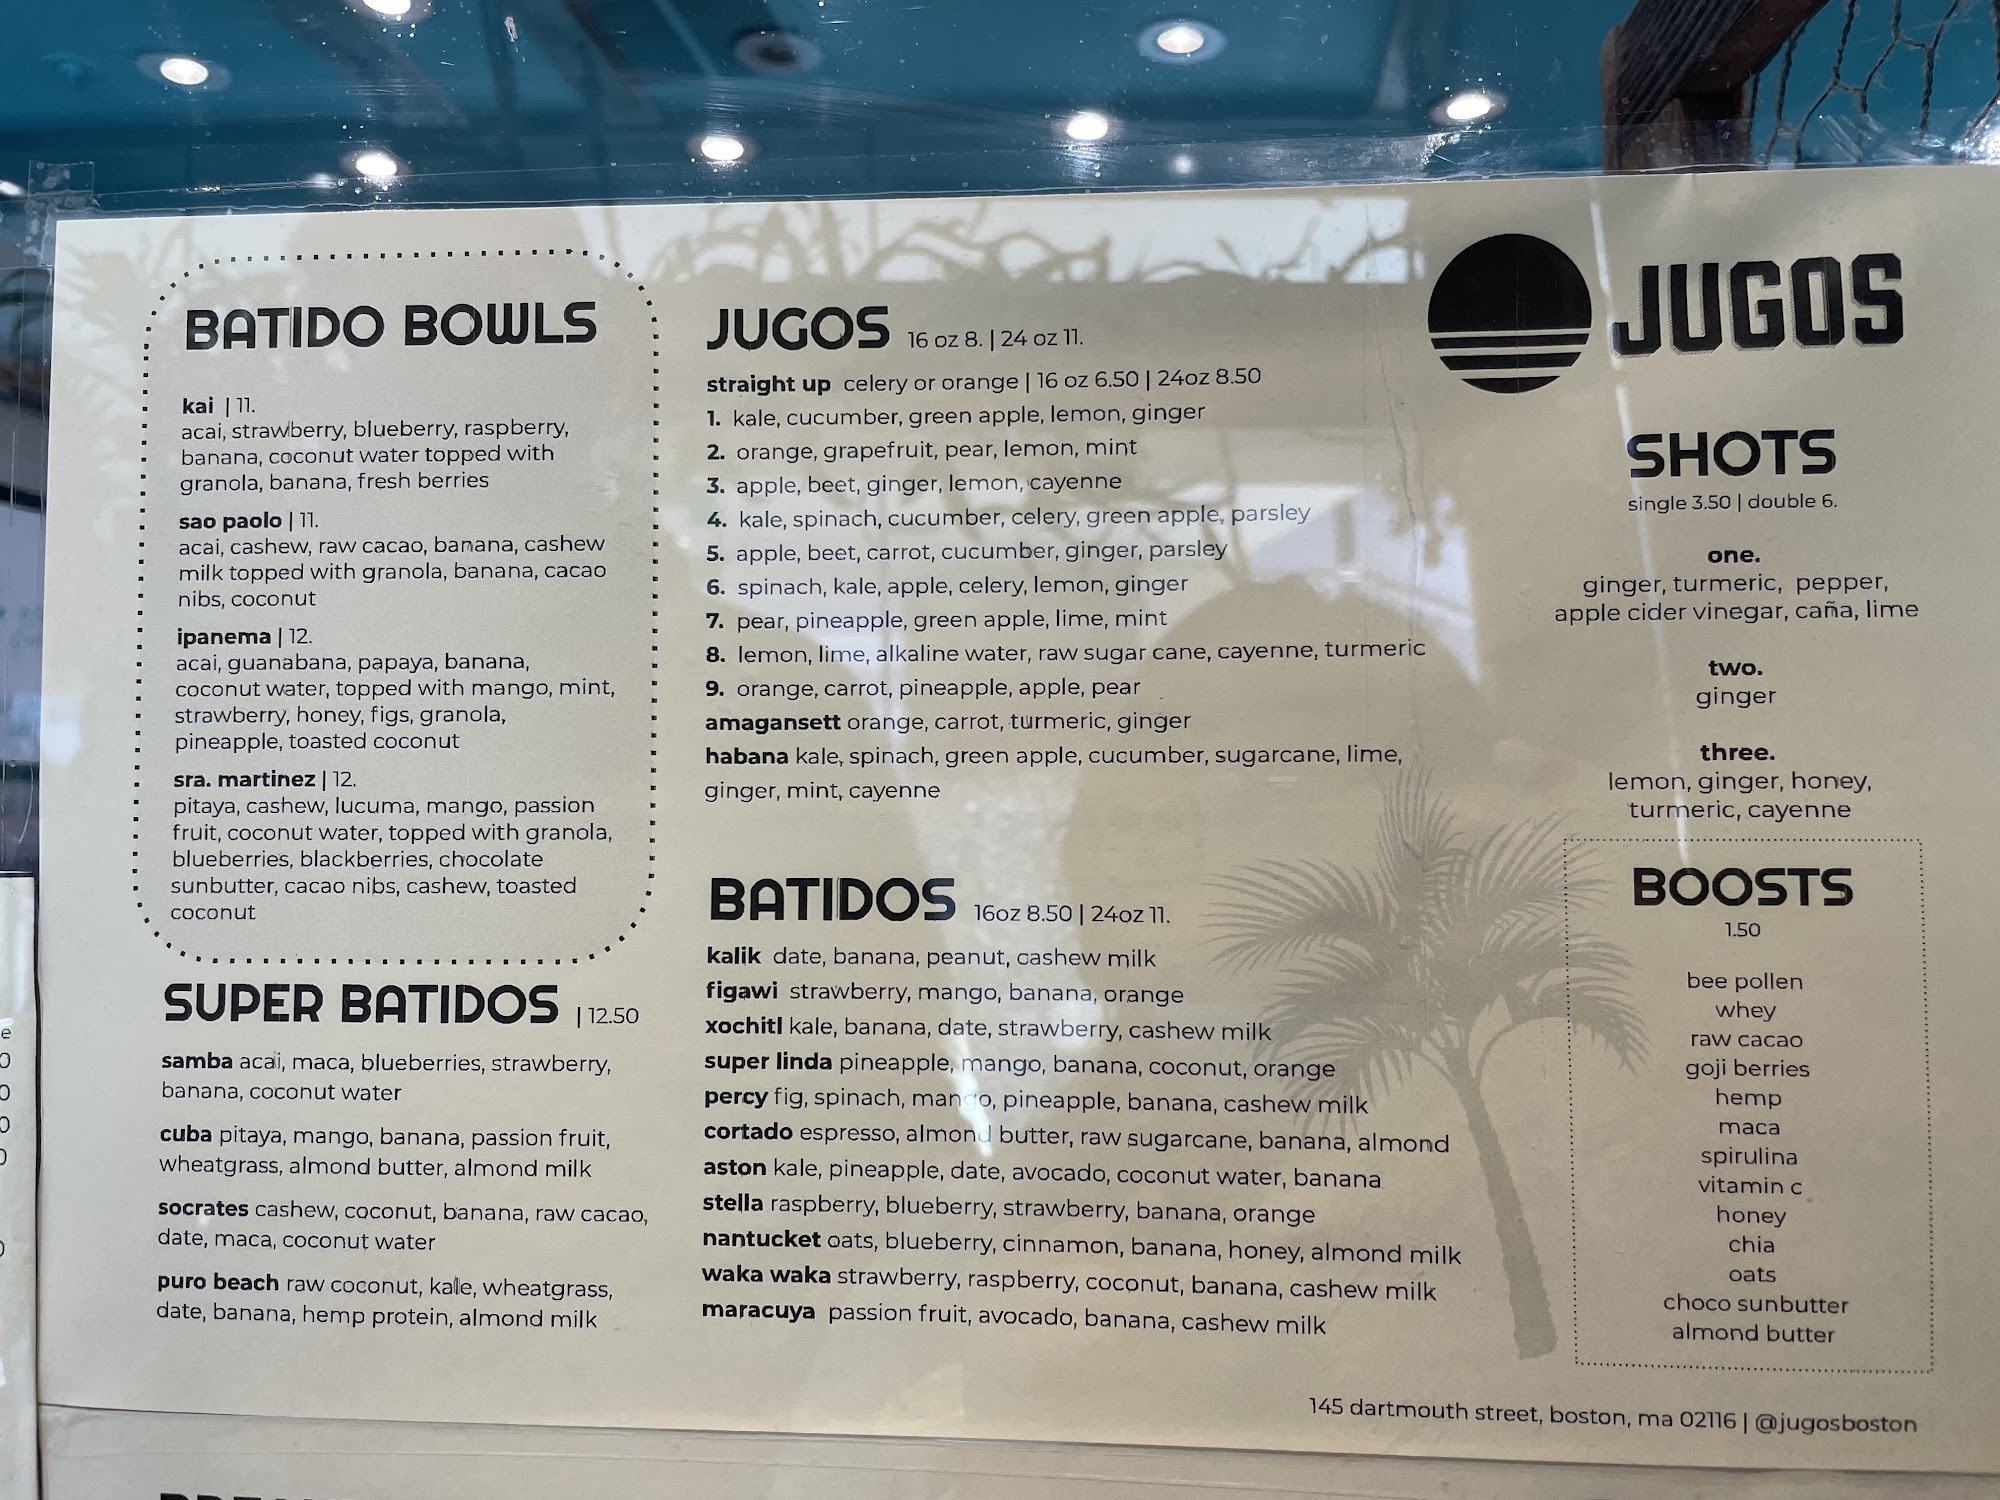 BATIDO BOWLS
kai | 11.
acai, strawberry, blueberry, raspberry,
banana, coconut water topped with
granola, banana, fresh berries
sao paolo | 11.
acai, cashew, raw cacao, banana, cashew
milk topped with granola, banana, cacao
nibs, coconut
ipanema | 12.
acai, guanabana, papaya, banana,
coconut water, topped with mango, mint,
strawberry, honey, figs, granola,
pineapple, toasted coconut
sra. martinez | 12.
pitaya, cashew, lucuma, mango, passion
fruit, coconut water, topped with granola,
blueberries, blackberries, chocolate
sunbutter, cacao nibs, cashew, toasted
coconut
SUPER BATIDOS | 12.50
samba acai, maca, blueberries, strawberry,
banana, coconut water
cuba pitaya, mango, banana, passion fruit,
wheatgrass, almond butter, almond milk
socrates cashew, coconut, banana, raw cacao,
date, maca, coconut water
puro beach raw coconut, kale, wheatgrass,
date, banana, hemp protein, almond milk
JUGOS 16 oz 8. | 24 oz 11.
straight up celery or orange | 16 oz 6.50 | 24oz 8.50
1. kale, cucumber, green apple, lemon, ginger
2. orange, grapefruit, pear, lemon, mint
3. apple, beet, ginger, lemon, cayenne
4. kale, spinach, cucumber, celery, green apple, parsley
5. apple, beet, carrot, cucumber, ginger, parsley
6. spinach, kale, apple, celery, lemon, ginger
7. pear, pineapple, green apple, lime, mint
8. lemon, lime, alkaline water, raw sugar cane, cayenne, turmeric
9. orange, carrot, pineapple, apple, pear
amagansett orange, carrot, turmeric, ginger
habana kale, spinach, green apple, cucumber, sugarcane, lime,
ginger, mint, cayenne
BATIDOS 16oz 8.50 | 24oz 11.
kalik date, banana, peanut, cashew milk
figawi strawberry, mango, banana, orange
xochitl kale, banana, date, strawberry, cashew milk
super linda pineapple, mango, banana, coconut, orange
percy fig, spinach, mango, pineapple, banana, cashew milk
cortado espresso, almond butter, raw sugarcane, banana, almond
aston kale, pineapple, date, avocado, coconut water, banana
stella raspberry, blueberry, strawberry, banana, orange
nantucket oats, blueberry, cinnamon, banana, honey, almond milk
waka waka strawberry, raspberry, coconut, banana, cashew milk
maracuya passion fruit, avocado, banana, cashew milk
JUGOS
SHOTS
single 3.50 | double 6.
one.
ginger, turmeric, pepper,
apple cider vinegar, caña, lime
two.
ginger
three.
lemon, ginger, honey,
turmeric, cayenne
BOOSTS
1.50
bee pollen
whey
raw cacao
goji berries
hemp
maca
spirulina
vitamin c
honey
chia
oats
choco sunbutter
almond butter
145 dartmouth street, boston, ma 02116 | @jugosboston